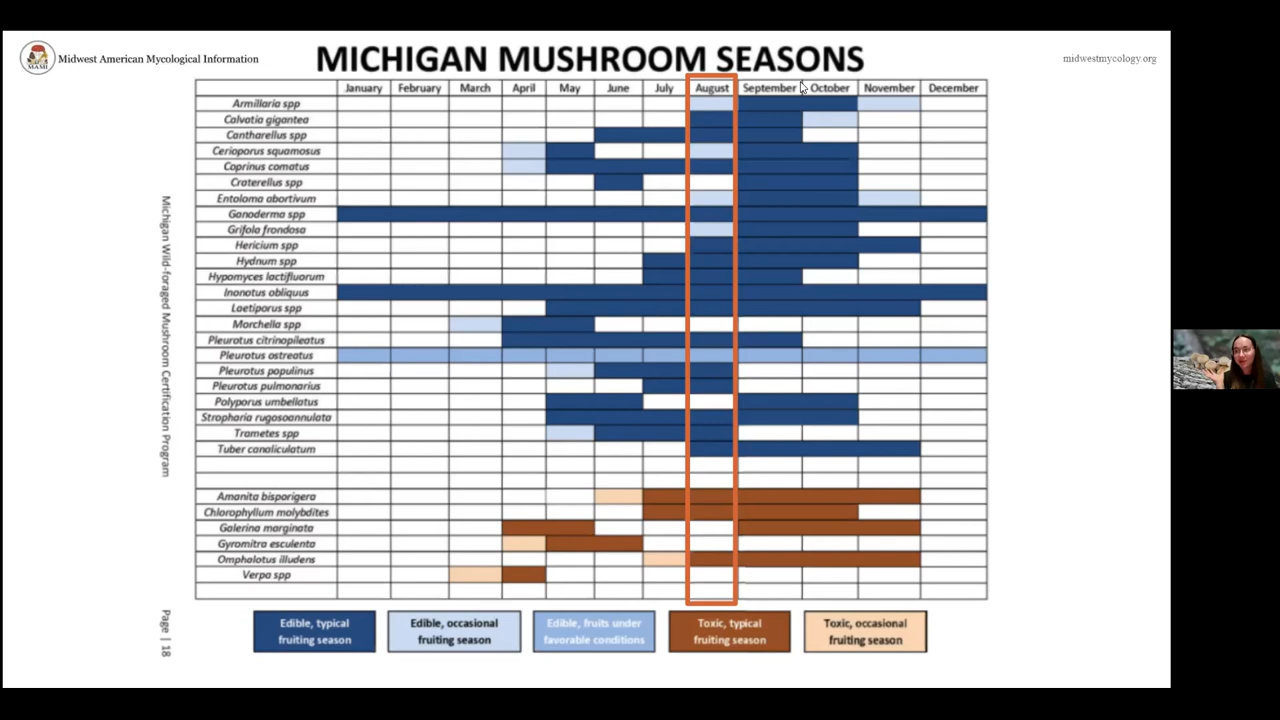 MAMI
Midwest American Mycological Information
MICHIGAN MUSHROOM SEASONS
midwestmycology.org
January February March April May June July August September October November December
Armillaria spp
Calvatia gigantea
Cantharellus spp
Cerioporus squamosus
Coprinus comatus
Craterellus spp
Entoloma abortivum
Ganoderma spp
Grifola frondosa
Hericium spp
Hydnum spp
Hypomyces lactifluorum
Inonotus obliquus
Laetiporus spp
Morchella spp
Pleurotus citrinopileatus
Pleurotus ostreatus
Pleurotus populinus
Pleurotus pulmonarius
Polyporus umbellatus
Stropharia rugosoannulata
Trametes spp
Tuber canaliculatum
Amanita bisporigera
Chlorophyllum molybdites
Galerina marginata
Gyromitra esculenta
Omphalotus illudens
Verpa spp
Edible, typical
fruiting season
Edible, occasional
fruiting season
Edible, fruits under
favorable conditions
Toxic, typical
fruiting season
Toxic, occasional
fruiting season
Michigan Wild-foraged Mushroom Certification Program
Page | 18